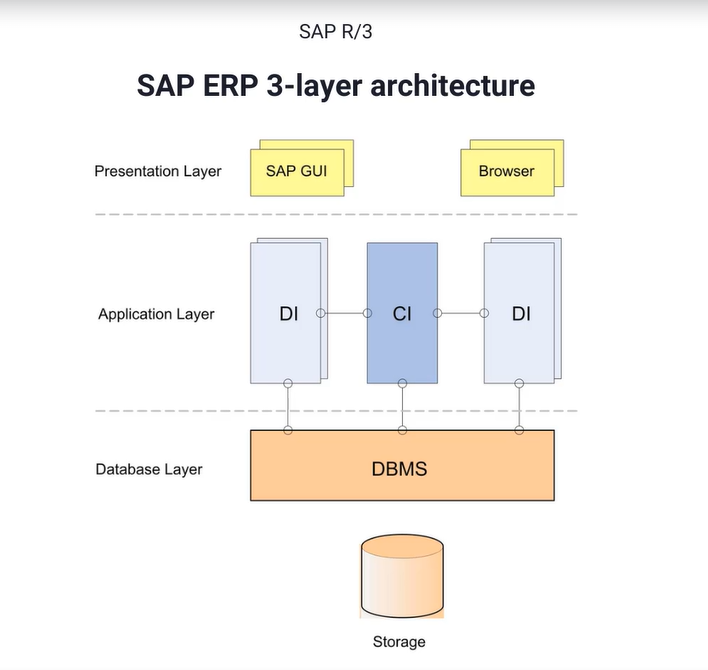 SAP R/3
SAP ERP 3-layer architecture
Presentation Layer
SAP GUI
Browser
Application Layer
DI
CI
DI
Database Layer
DBMS
Storage